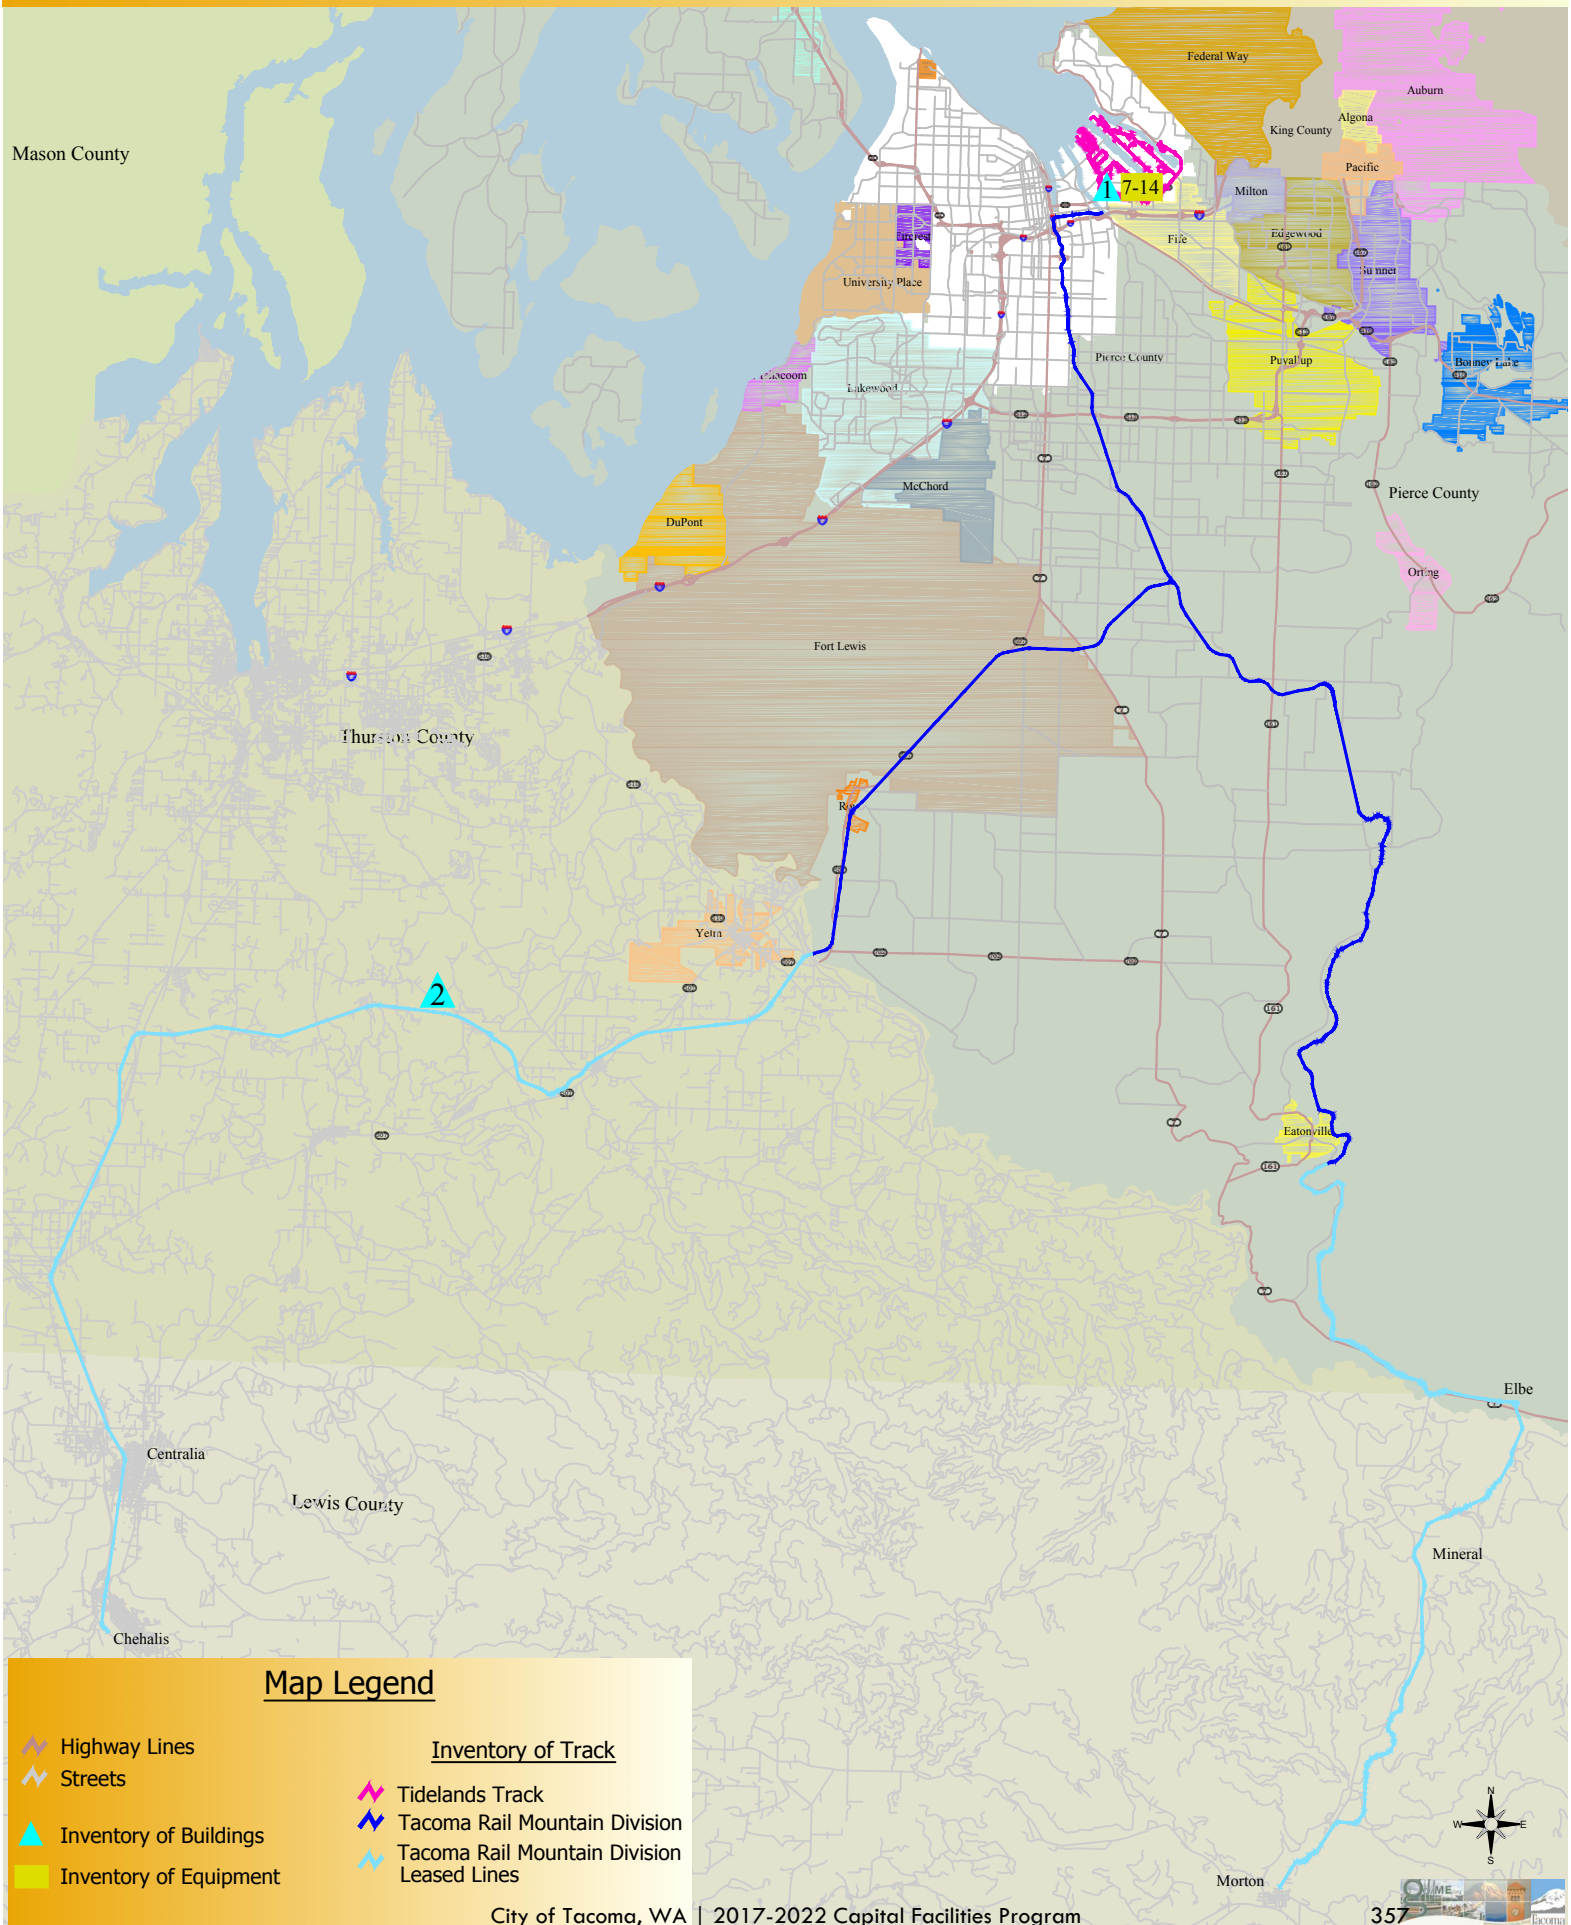 Federal Way
Auburn
Algona
King County
Mason County
Pacific
1
7-14
Milton
Fircrest
Fife
Edgewood
Sumner
University Place
Pierce County
Puyallup
Bonney Lake
Lakewood
McChord
Pierce County
DuPont
Orting
Fort Lewis
Thurston County
Yelm
2
161
Eatonville
161
Elbe
Centralia
Lewis County
Mineral
Chehalis
Map Legend
Highway Lines
Streets
Inventory of Buildings
Inventory of Equipment
Inventory of Track
Tidelands Track
Tacoma Rail Mountain Division
Tacoma Rail Mountain Division
Leased Lines
N
W
E
S
Morton
City of Tacoma, WA | 2017-2022 Capital Facilities Program
357
Tacoma